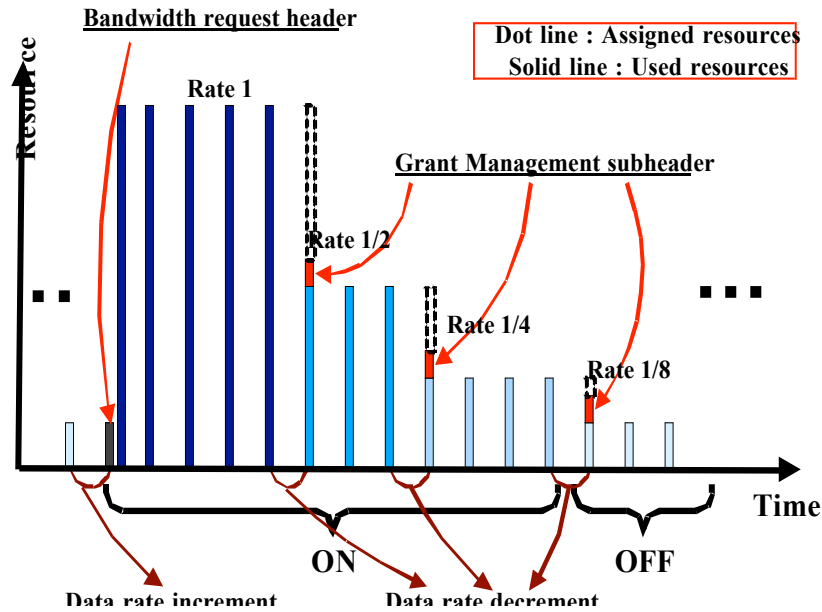 Bandwidth request header
Dot line : Assigned resources
Solid line : Used resources
Resource
Rate 1
Grant Management subheader
Rate 1/2
Rate 1/4
Rate 1/8
Time
ON
OFF
Data rate increment
Data rate decrement